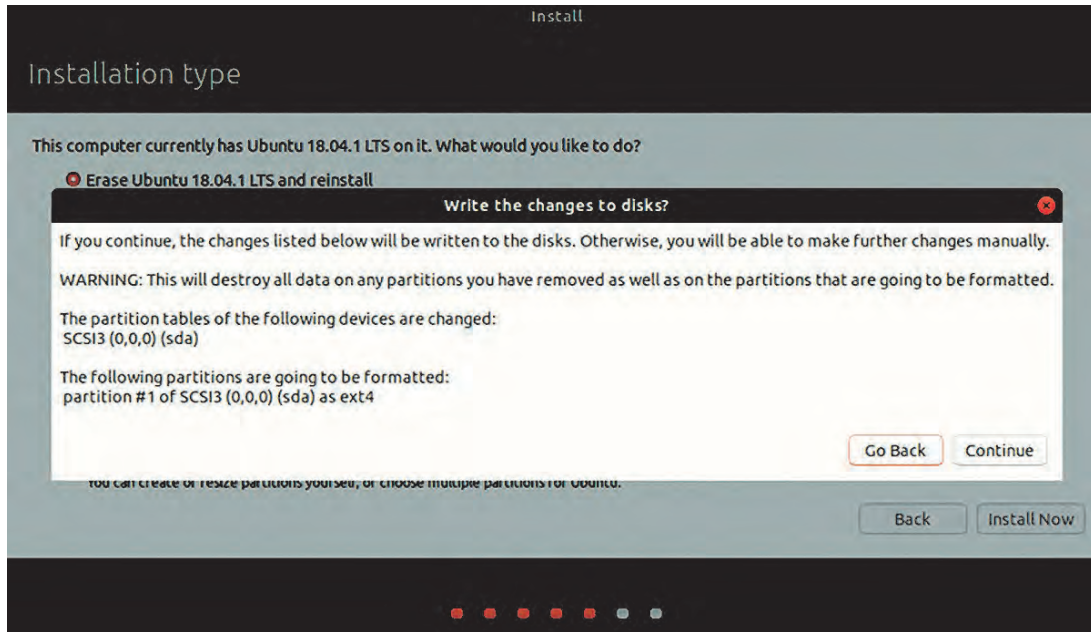 Install
Installation type
This computer currently has Ubuntu 18.04.1 LTS on it. What would you like to do?
Erase Ubuntu 18.04.1 LTS and reinstall
Write the changes to disks?
If you continue, the changes listed below will be written to the disks. Otherwise, you will be able to make further changes manually.
WARNING: This will destroy all data on any partitions you have removed as well as on the partitions that are going to be formatted.
The partition tables of the following devices are changed:
SCSI3 (0,0,0) (sda)
The following partitions are going to be formatted:
partition #1 of SCSI3 (0,0,0) (sda) as ext4
Go Back Continue
You can create or resize partitions yourself, or choose multiple partitions for Ubuntu.
Back Install Now